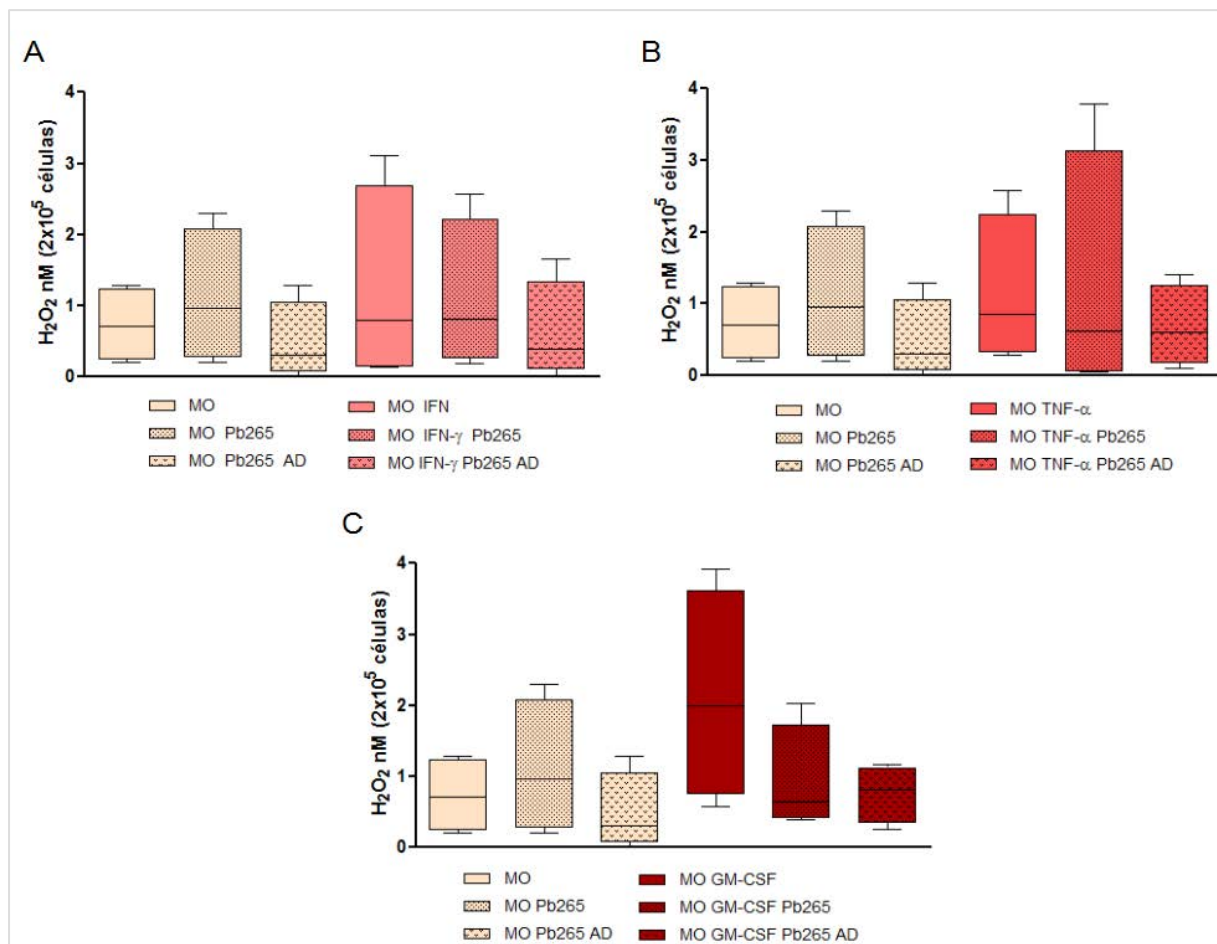 A
H₂O₂ nM (2x10⁵ células)
4
3
2
1
0
MO
MO Pb265
MO Pb265 AD
MO IFN
MO IFN-γ Pb265
MO IFN-γ Pb265 AD
B
H₂O₂ nM (2x10⁵ células)
4
3
2
1
0
MO
MO Pb265
MO Pb265 AD
MO TNF-α
MO TNF-α Pb265
MO TNF-α Pb265 AD
C
H₂O₂ nM (2x10⁵ células)
4
3
2
1
0
MO
MO Pb265
MO Pb265 AD
MO GM-CSF
MO GM-CSF Pb265
MO GM-CSF Pb265 AD